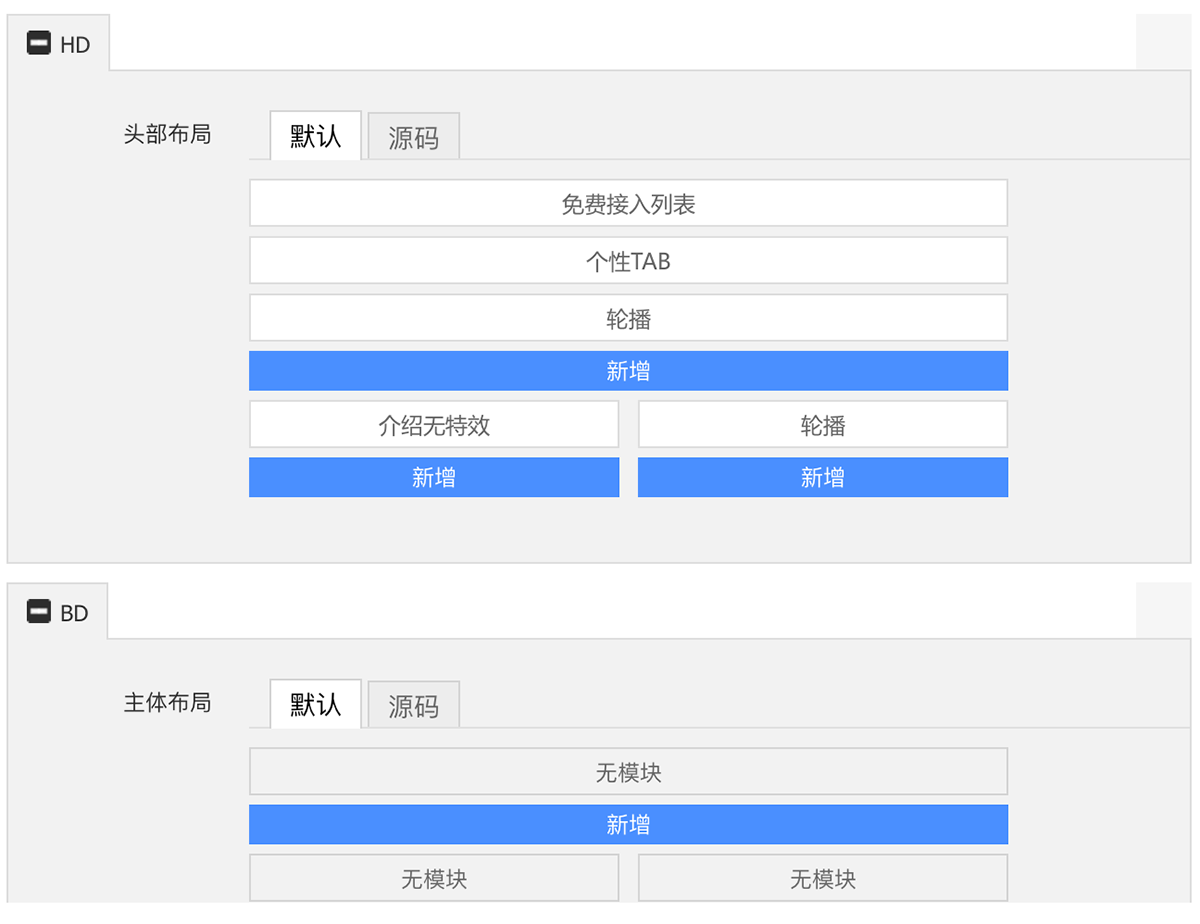 HD
头部布局 默认 源码
免费接入列表
个性TAB
轮播
新增
介绍无特效 轮播
新增 新增
BD
主体布局 默认 源码
无模块
新增
无模块 无模块